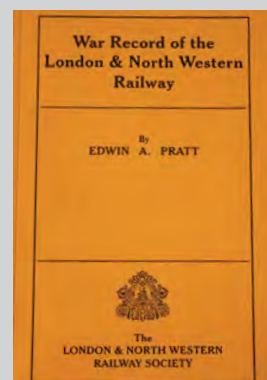 War Record of the
London & North Western
Railway
By
EDWIN A. PRATT
The
LONDON & NORTH WESTERN
RAILWAY SOCIETY